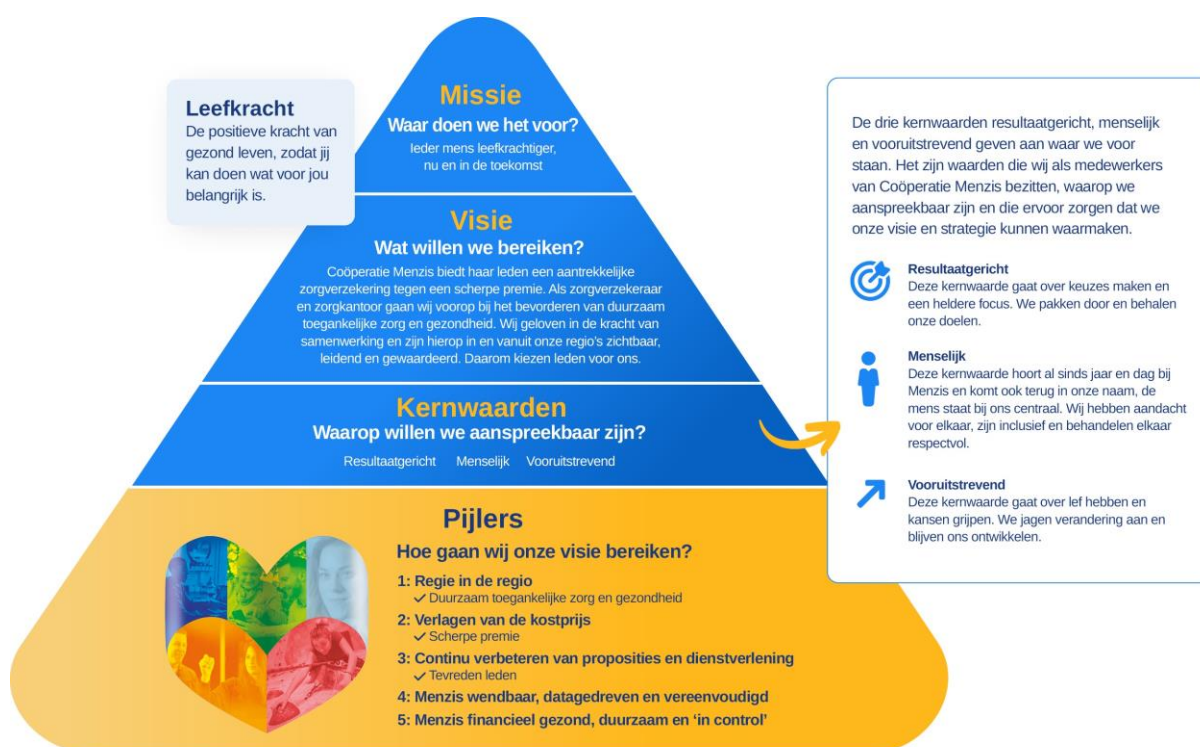 Leefkracht
De positieve kracht van
gezond leven, zodat jij
kan doen wat voor jou
belangrijk is.
Missie
Waar doen we het voor?
Ieder mens leefkrachtiger,
nu en in de toekomst
Visie
Wat willen we bereiken?
Coöperatie Menzis biedt haar leden een aantrekkelijke
zorgverzekering tegen een scherpe premie. Als zorgverzekeraar
en zorgkantoor gaan wij voorop bij het bevorderen van duurzaam
toegankelijke zorg en gezondheid. Wij geloven in de kracht van
samenwerking en zijn hierop in en vanuit onze regio's zichtbaar,
leidend en gewaardeerd. Daarom kiezen leden voor ons.
Kernwaarden
Waarop willen we aanspreekbaar zijn?
Resultaatgericht Menselijk Vooruitstrevend
De drie kernwaarden resultaatgericht, menselijk
en vooruitstrevend geven aan waar we voor
staan. Het zijn waarden die wij als medewerkers
van Coöperatie Menzis bezitten, waarop we
aanspreekbaar zijn en die ervoor zorgen dat we
onze visie en strategie kunnen waarmaken.
Resultaatgericht
Deze kernwaarde gaat over keuzes maken en
een heldere focus. We pakken door en behalen
onze doelen.
Menselijk
Deze kernwaarde hoort al sinds jaar en dag bij
Menzis en komt ook terug in onze naam, de
mens staat bij ons centraal. Wij hebben aandacht
voor elkaar, zijn inclusief en behandelen elkaar
respectvol.
Vooruitstrevend
Deze kernwaarde gaat over lef hebben en
kansen grijpen. We jagen verandering aan en
blijven ons ontwikkelen.
Pijlers
Hoe gaan wij onze visie bereiken?
1: Regie in de regio
✓ Duurzaam toegankelijke zorg en gezondheid
2: Verlagen van de kostprijs
✓ Scherpe premie
3: Continu verbeteren van proposities en dienstverlening
✓ Tevreden leden
4: Menzis wendbaar, datagedreven en vereenvoudigd
5: Menzis financieel gezond, duurzaam en ‘in control’